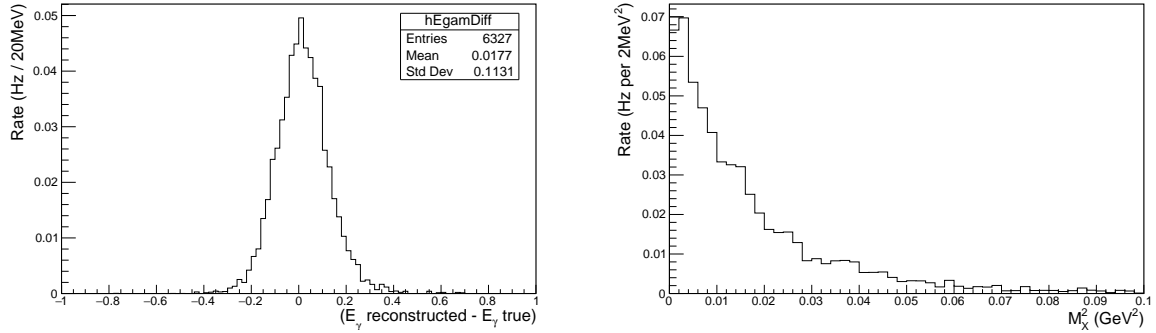 hEgamDiff
Entries 6327
Mean 0.0177
Std Dev 0.1131
Rate (Hz / 20MeV)
0.05
0.04
0.03
0.02
0.01
0
−1 −0.8 −0.6 −0.4 −0.2 0 0.2 0.4 0.6 0.8 1
(E_γ reconstructed - E_γ true)
Rate (Hz per 2MeV²)
0.07
0.06
0.05
0.04
0.03
0.02
0.01
0
0 0.01 0.02 0.03 0.04 0.05 0.06 0.07 0.08 0.09 0.1
M_X² (GeV²)